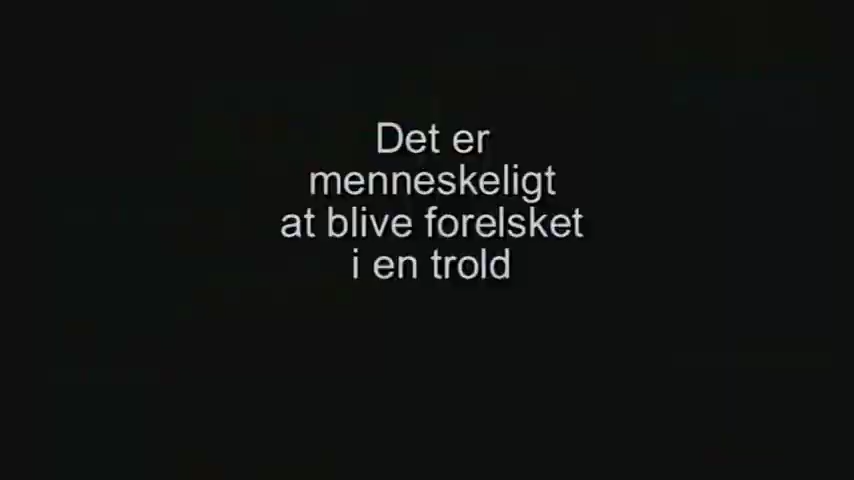 Det er
menneskeligt
at blive forelsket
i en trold